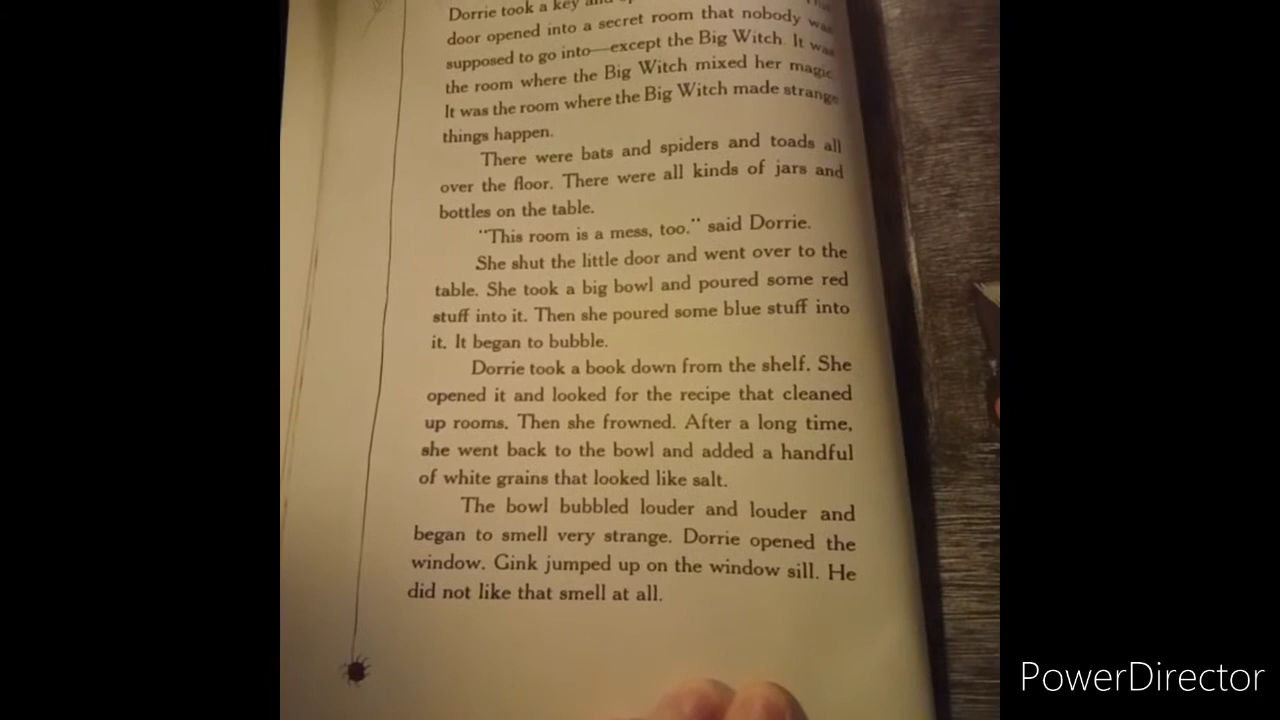 Dorrie took a key and
door opened into a secret room that nobody was
supposed to go into—except the Big Witch. It was
the room where the Big Witch mixed her magic.
It was the room where the Big Witch made strange
things happen.
There were bats and spiders and toads all
over the floor. There were all kinds of jars and
bottles on the table.
"This room is a mess, too." said Dorrie.
She shut the little door and went over to the
table. She took a big bowl and poured some red
stuff into it. Then she poured some blue stuff into
it. It began to bubble.
Dorrie took a book down from the shelf. She
opened it and looked for the recipe that cleaned
up rooms. Then she frowned. After a long time,
she went back to the bowl and added a handful
of white grains that looked like salt.
The bowl bubbled louder and louder and
began to smell very strange. Dorrie opened the
window. Gink jumped up on the window sill. He
did not like that smell at all.
PowerDirector